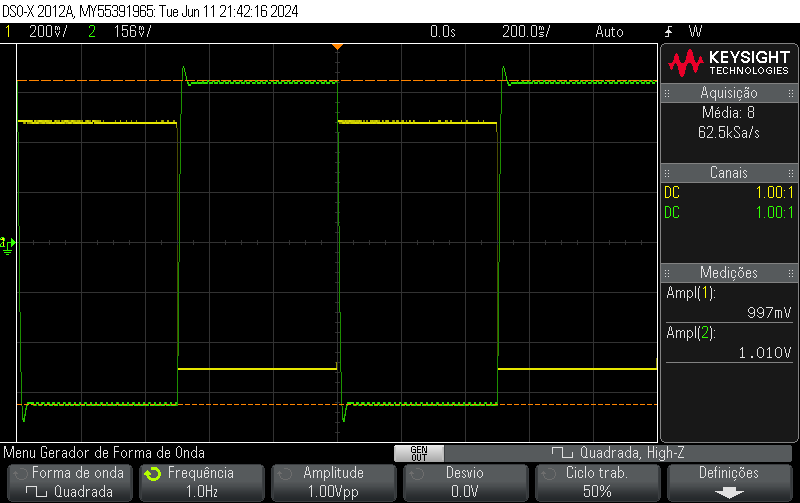 DSO-X 2012A, MY55391965: Tue Jun 11 21:42:16 2024
1 200mV/ 2 156mV/ 0.0s 200.0ms/ Auto W
KEYSIGHT
TECHNOLOGIES
Aquisição
Média: 8
62.5kSa/s
Canais
DC 1.00:1
DC 1.00:1
Medições
Ampl(1):
997mV
Ampl(2):
1.010V
Menu Gerador de Forma de Onda
GEN
OUT
Quadrada, High-Z
Forma de onda
Quadrada
Frequência
1.0Hz
Amplitude
1.00Vpp
Desvio
0.0V
Ciclo trab.
50%
Definições